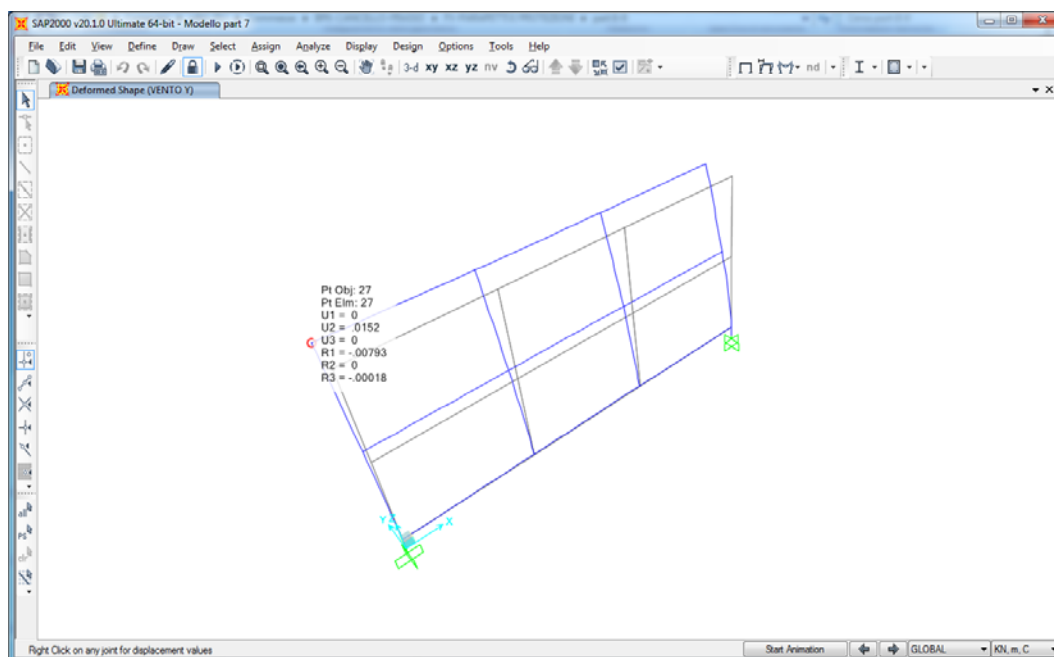 SAP2000 v20.1.0 Ultimate 64-bit - Modello part 7
File Edit View Define Draw Select Assign Analyze Display Design Options Tools Help
3-d xy xz yz nv nd
Deformed Shape (VENTO Y)
Pt Obj: 27
Pt Elm: 27
U1 = 0
U2 = .0152
U3 = 0
R1 = -.00793
R2 = 0
R3 = -.00018
Y X
all
PS
clr
Right Click on any joint for displacement values
Start Animation GLOBAL KN, m, C